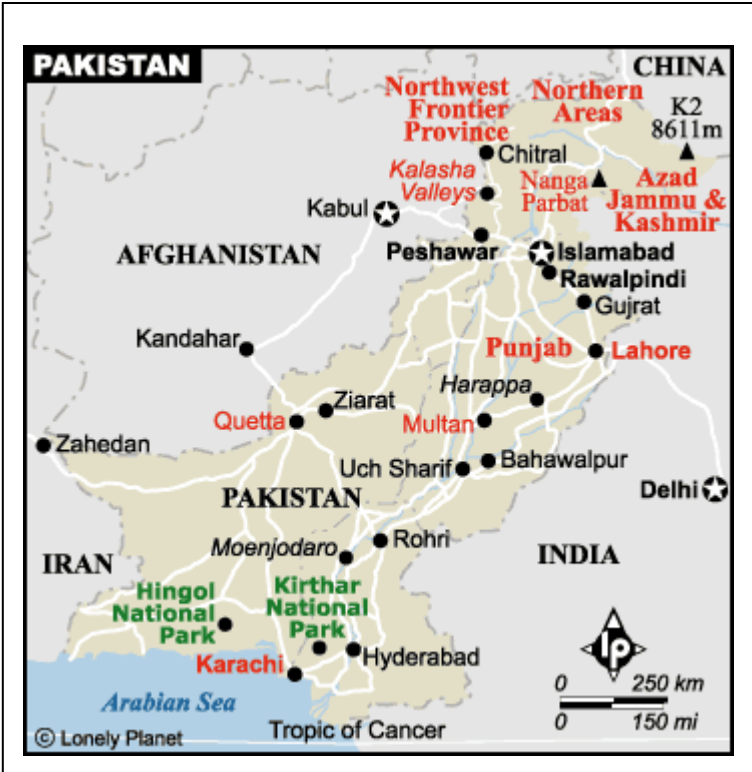 PAKISTAN
CHINA
Northwest
Frontier
Province
Northern
Areas
K2
8611m
Chitral
Kalasha
Valleys
Nanga
Parbat
Azad
Jammu &
Kashmir
Kabul
Peshawar
Islamabad
AFGHANISTAN
Rawalpindi
Gujrat
Kandahar
Punjab
Lahore
Harappa
Ziarat
Quetta
Multan
Zahedan
Uch Sharif
Bahawalpur
PAKISTAN
Delhi
Rohri
Moenjodaro
INDIA
IRAN
Hingol
National
Park
Kirthar
National
Park
Hyderabad
Karachi
lp
0 250 km
0 150 mi
Arabian Sea
Tropic of Cancer
© Lonely Planet